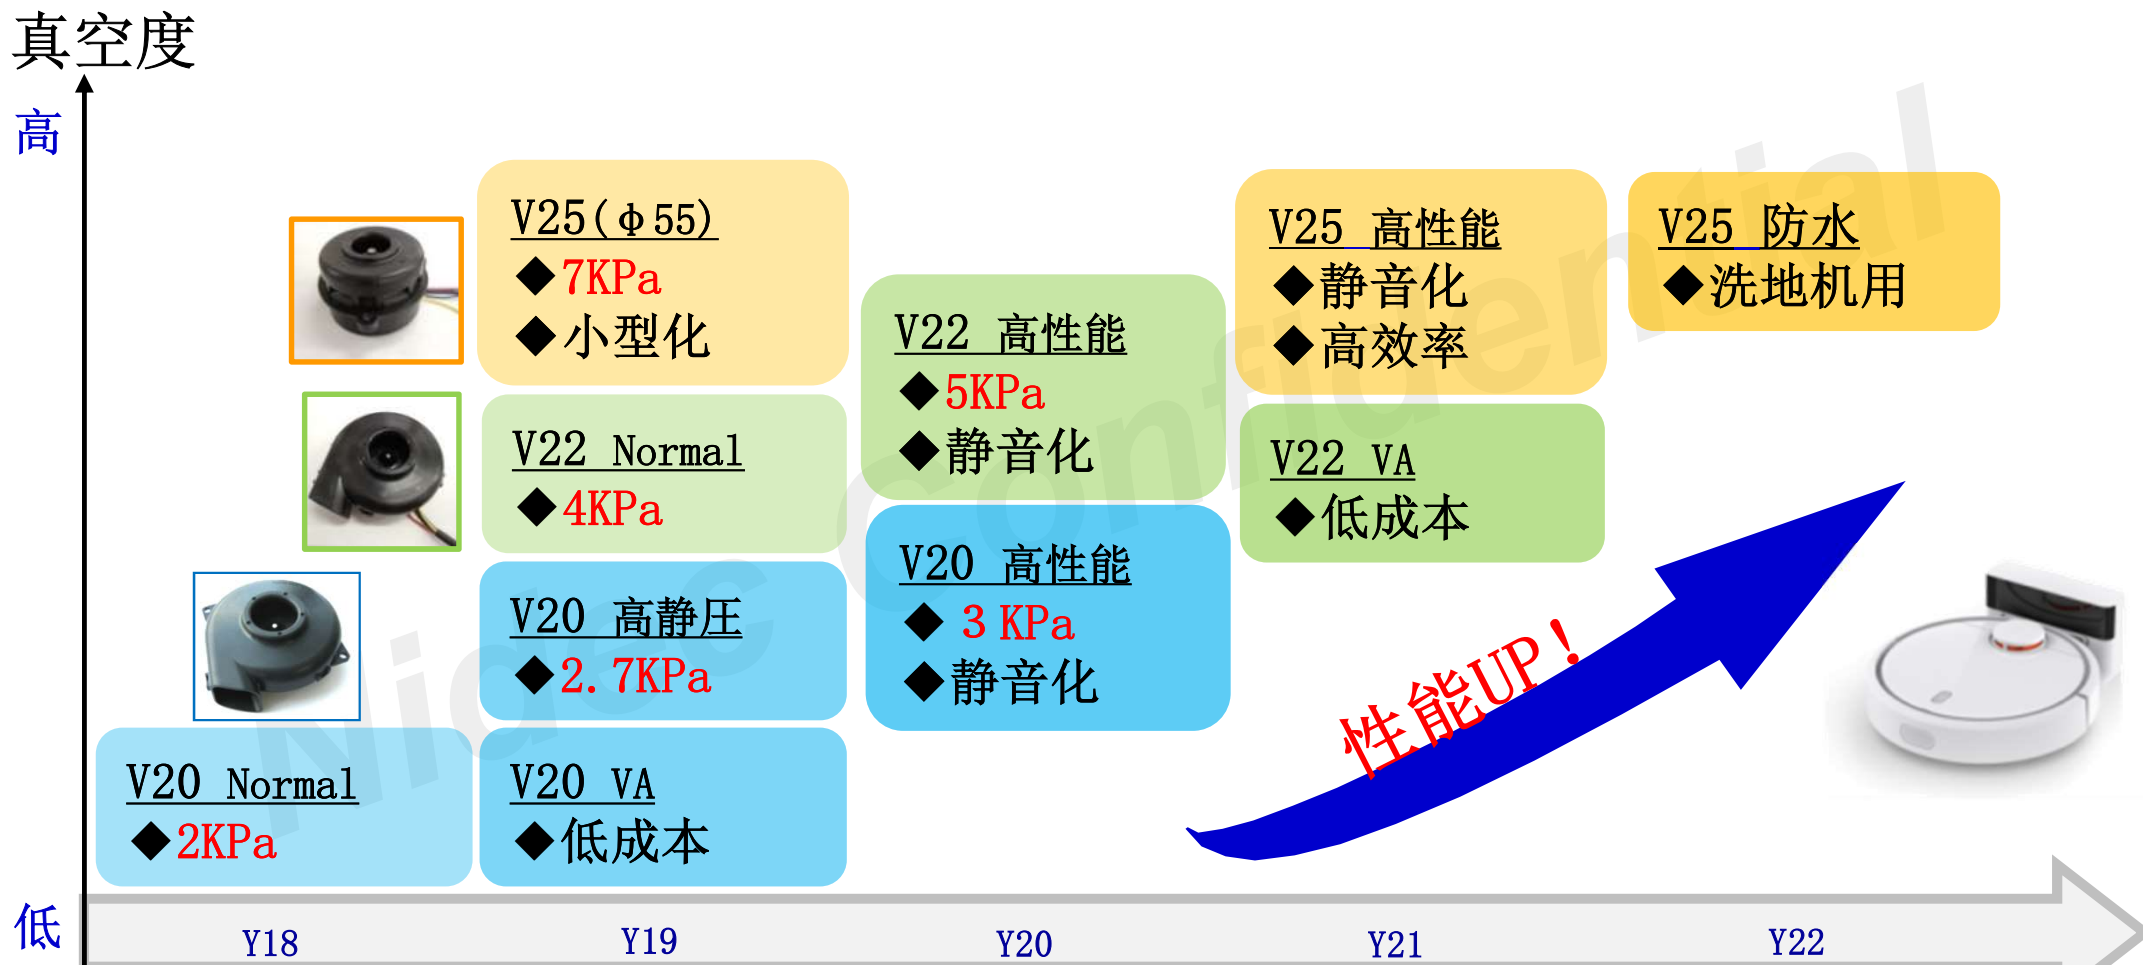 真空度
高
V25(φ55)
◆7KPa
◆小型化
V22 Normal
◆4KPa
V20 高静压
◆2.7KPa
V20 Normal
◆2KPa
V20 VA
◆低成本
V22 高性能
◆5KPa
◆静音化
V20 高性能
◆ 3 KPa
◆静音化
V25 高性能
◆静音化
◆高效率
V22 VA
◆低成本
V25 防水
◆洗地机用
性能UP!
低
Y18
Y19
Y20
Y21
Y22
Nidec Confidential